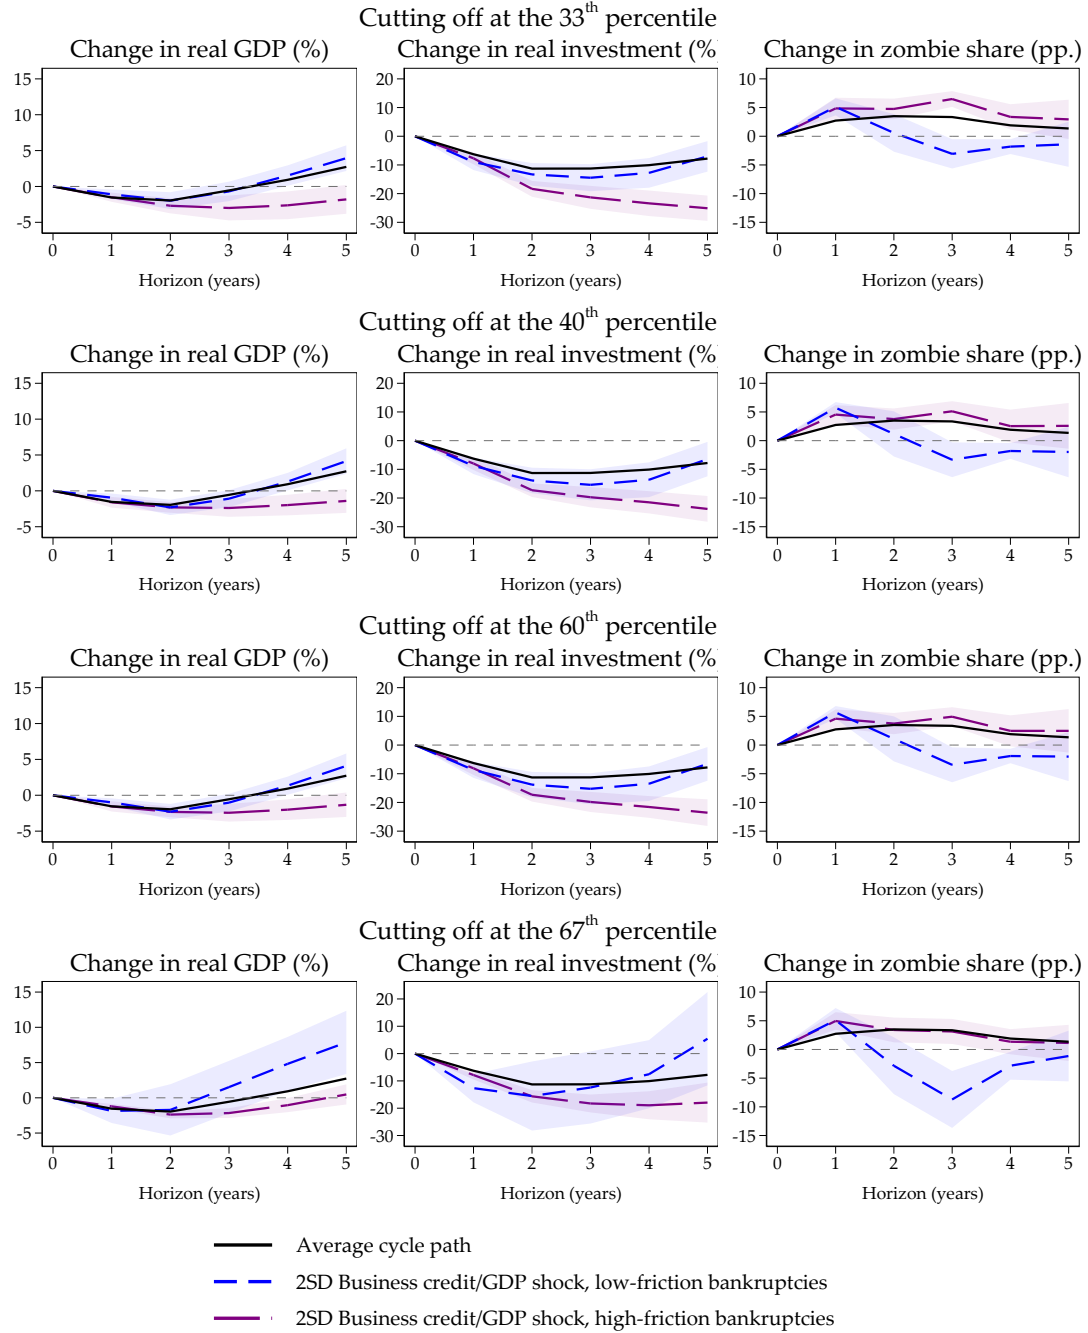 Cutting off at the 33th percentile
Change in real GDP (%) Change in real investment (%) Change in zombie share (pp.)
15 20 10
10 10 5
5 0 0
0 -10 -5
-5 -20 -10
-30 -15
0 1 2 3 4 5 0 1 2 3 4 5 0 1 2 3 4 5
Horizon (years) Horizon (years) Horizon (years)
Cutting off at the 40th percentile
Change in real GDP (%) Change in real investment (% Change in zombie share (pp.)
15 20 10
10 10 5
5 0 0
0 -10 -5
-5 -20 -10
-30 -15
0 1 2 3 4 5 0 1 2 3 4 5 0 1 2 3 4 5
Horizon (years) Horizon (years) Horizon (years)
Cutting off at the 60th percentile
Change in real GDP (%) Change in real investment (% Change in zombie share (pp.)
15 20 10
10 10 5
5 0 0
0 -10 -5
-5 -20 -10
-30 -15
0 1 2 3 4 5 0 1 2 3 4 5 0 1 2 3 4 5
Horizon (years) Horizon (years) Horizon (years)
Cutting off at the 67th percentile
Change in real GDP (%) Change in real investment (% Change in zombie share (pp.)
15 20 10
10 10 5
5 0 0
0 -10 -5
-5 -20 -10
-30 -15
0 1 2 3 4 5 0 1 2 3 4 5 0 1 2 3 4 5
Horizon (years) Horizon (years) Horizon (years)
Average cycle path
2SD Business credit/GDP shock, low-friction bankruptcies
2SD Business credit/GDP shock, high-friction bankruptcies